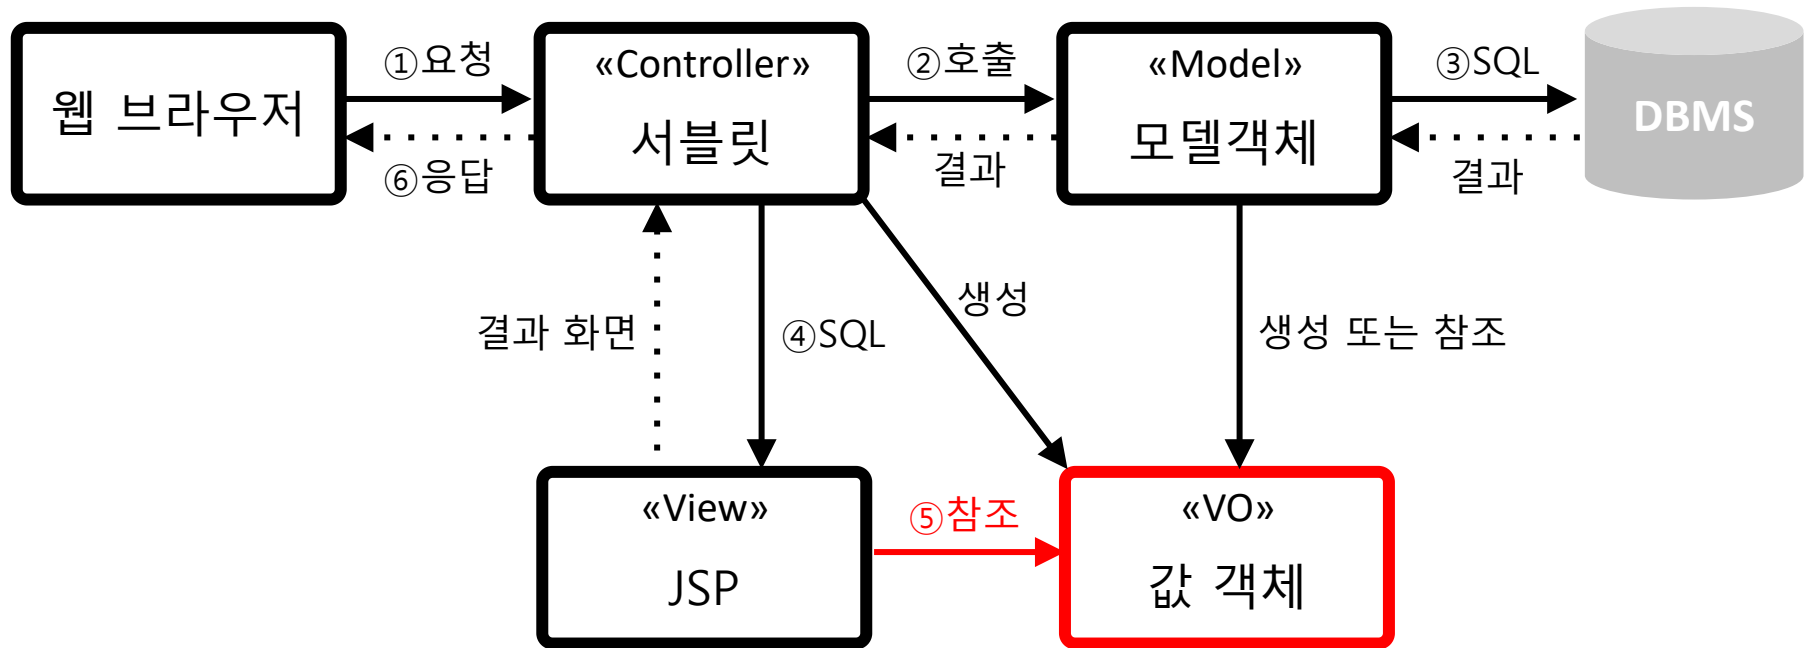 웹 브라우저
①요청
⑥응답
«Controller»
서블릿
②호출
결과
«Model»
모델객체
③SQL
결과
DBMS
결과 화면
④SQL
생성
생성 또는 참조
«View»
JSP
⑤참조
«VO»
값 객체